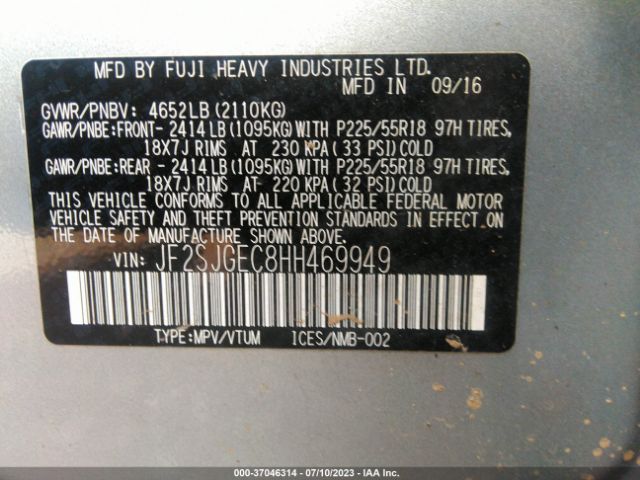 MFD BY FUJI HEAVY INDUSTRIES LTD.
MFD IN 09/16
GVWR/PNBV: 4652LB(2110KG)
GAWR/PNBE:FRONT- 2414LB(1095KG)WITH P225/55R18 97H TIRES,
18X7J RIMS AT 230 KPA(33 PSI)COLD
GAWR/PNBE:REAR - 2414LB(1095KG)WITH P225/55R18 97H TIRES,
18X7J RIMS AT 220 KPA(32 PSI)COLD
THIS VEHICLE CONFORMS TO ALL APPLICABLE FEDERAL MOTOR
VEHICLE SAFETY AND THEFT PREVENTION STANDARDS IN EFFECT ON
THE DATE OF MANUFACTURE SHOWN ABOVE.
VIN: JF2SJGEC8HH469949
TYPE:MPV/VTUM ICES/NMB-002
000-37046314 - 07/10/2023 - IAA Inc.